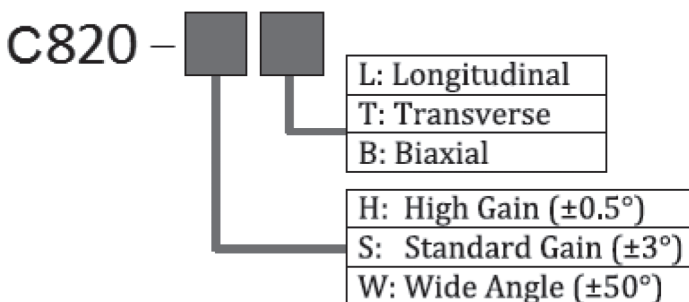 C820 –
L: Longitudinal
T: Transverse
B: Biaxial
H: High Gain (±0.5°)
S: Standard Gain (±3°)
W: Wide Angle (±50°)